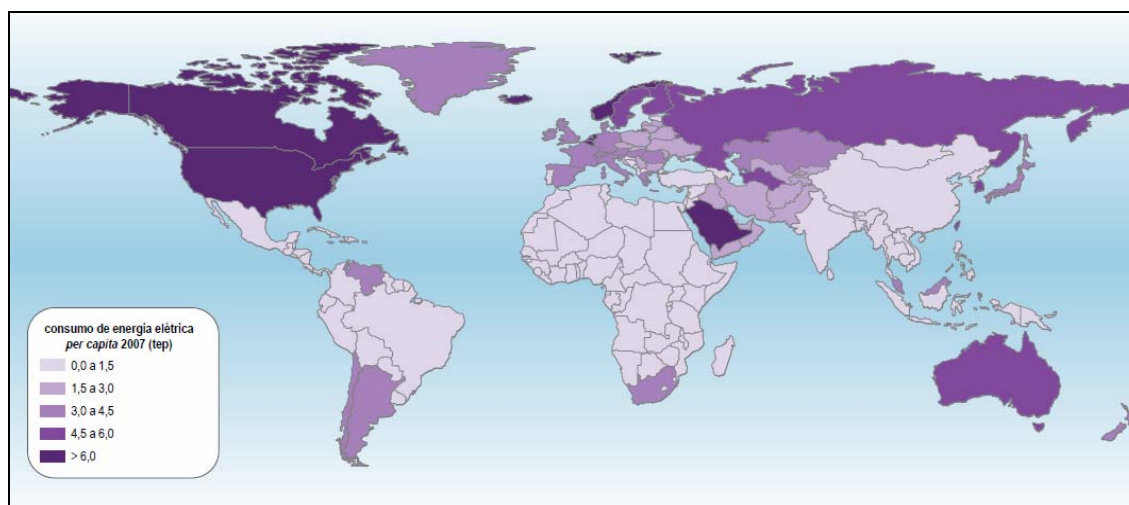 consumo de energia elétrica
per capita 2007 (tep)
0,0 a 1,5
1,5 a 3,0
3,0 a 4,5
4,5 a 6,0
> 6,0